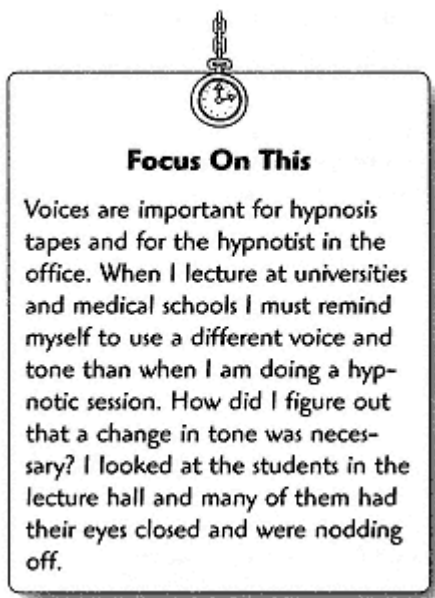 Focus On This
Voices are important for hypnosis
tapes and for the hypnotist in the
office. When I lecture at universities
and medical schools I must remind
myself to use a different voice and
tone than when I am doing a hyp-
notic session. How did I figure out
that a change in tone was neces-
sary? I looked at the students in the
lecture hall and many of them had
their eyes closed and were nodding
off.